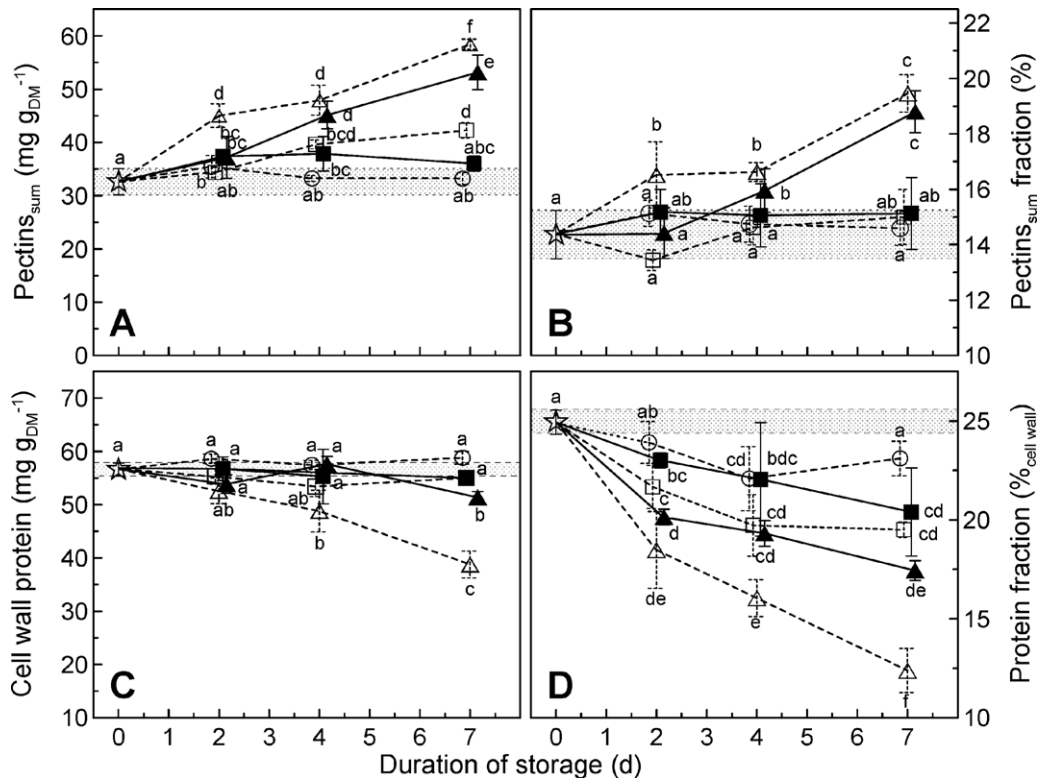 60
50
40
30
20
10
0
Pectins_sum (mg g_DM⁻¹)
A
a
d
bc
bc
b
ab
d
d
bcd
bc
ab
f
e
d
abc
ab
22
20
18
16
14
12
10
Pectins_sum fraction (%)
B
a
b
ab
a
a
b
b
a
a
a
c
c
ab
ab
a
70
60
50
40
30
20
10
Cell wall protein (mg g_DM⁻¹)
C
a
a
a
a
ab
a
a
a
ab
b
a
a
b
c
25
20
15
10
Protein fraction (%_cell wall)
D
a
ab
bc
c
d
de
cd
bdc
cd
cd
e
a
cd
cd
de
f
0 1 2 3 4 5 6 7
0 1 2 3 4 5 6 7
Duration of storage (d)